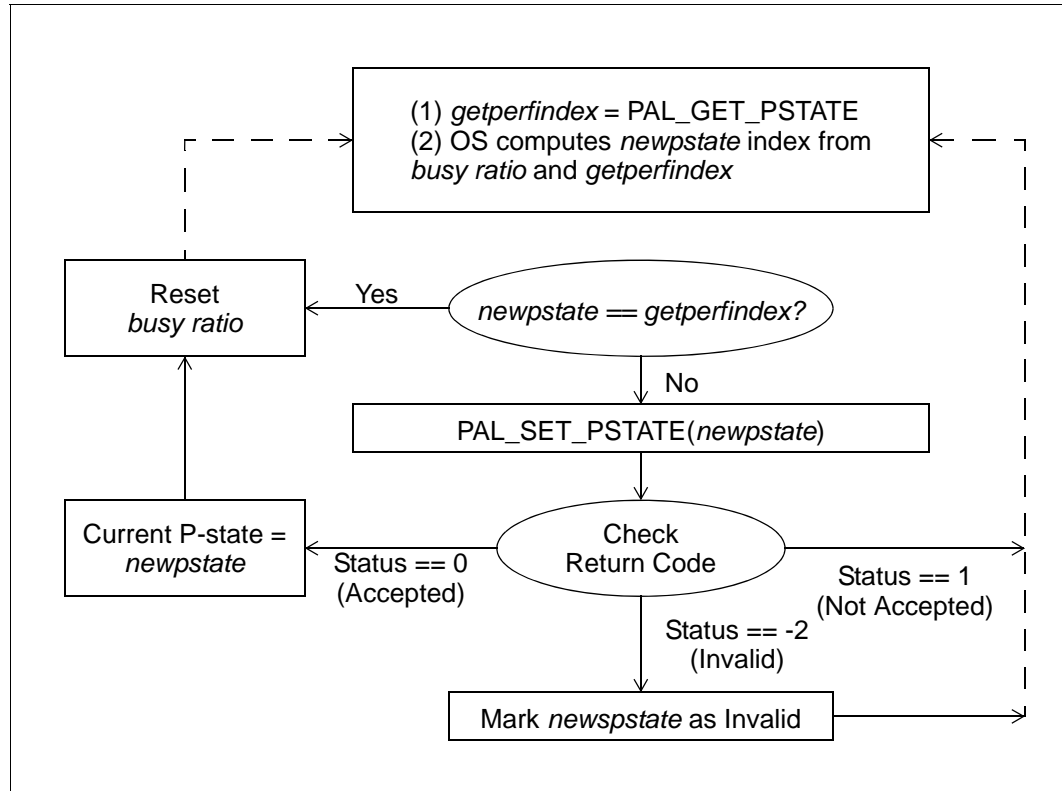 (1) getperfindex = PAL_GET_PSTATE
(2) OS computes newpstate index from
busy ratio and getperfindex
Reset
busy ratio
Yes
newpstate == getperfindex?
No
PAL_SET_PSTATE(newpstate)
Current P-state =
newpstate
Status == 0
(Accepted)
Check
Return Code
Status == 1
(Not Accepted)
Status == -2
(Invalid)
Mark newspstate as Invalid